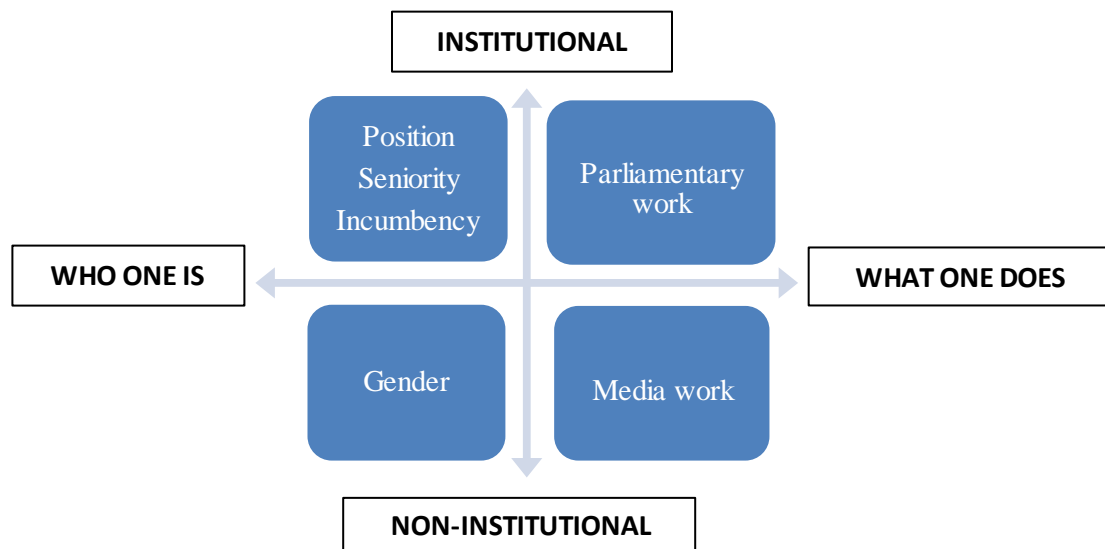 INSTITUTIONAL
Position
Seniority
Incumbency
Parliamentary
work
WHO ONE IS
WHAT ONE DOES
Gender
Media work
NON-INSTITUTIONAL